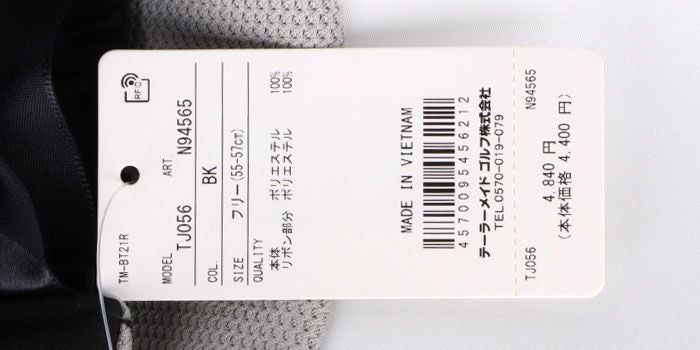 RFID
TM-BT21R
MODEL TJ056 ART. N94565
COL. BK
SIZE フリー(55-57cm)
QUALITY
本体 ポリエステル 100%
リボン部分 ポリエステル 100%
MADE IN VIETNAM
4570095456212
テーラーメイド ゴルフ株式会社
TEL.0570-019-079
TJ056 N94565
4,840 円
(本体価格 4,400 円)